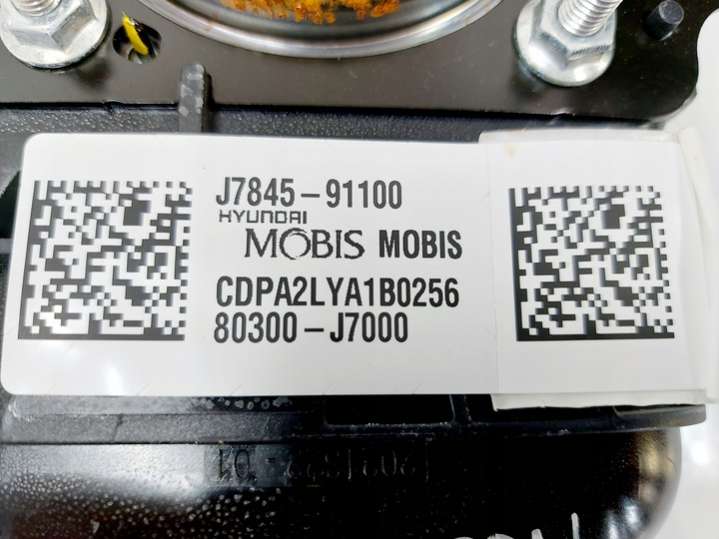 J7845-91100
HYUNDAI
MOBIS MOBIS
CDPA2LYA1B0256
80300-J7000